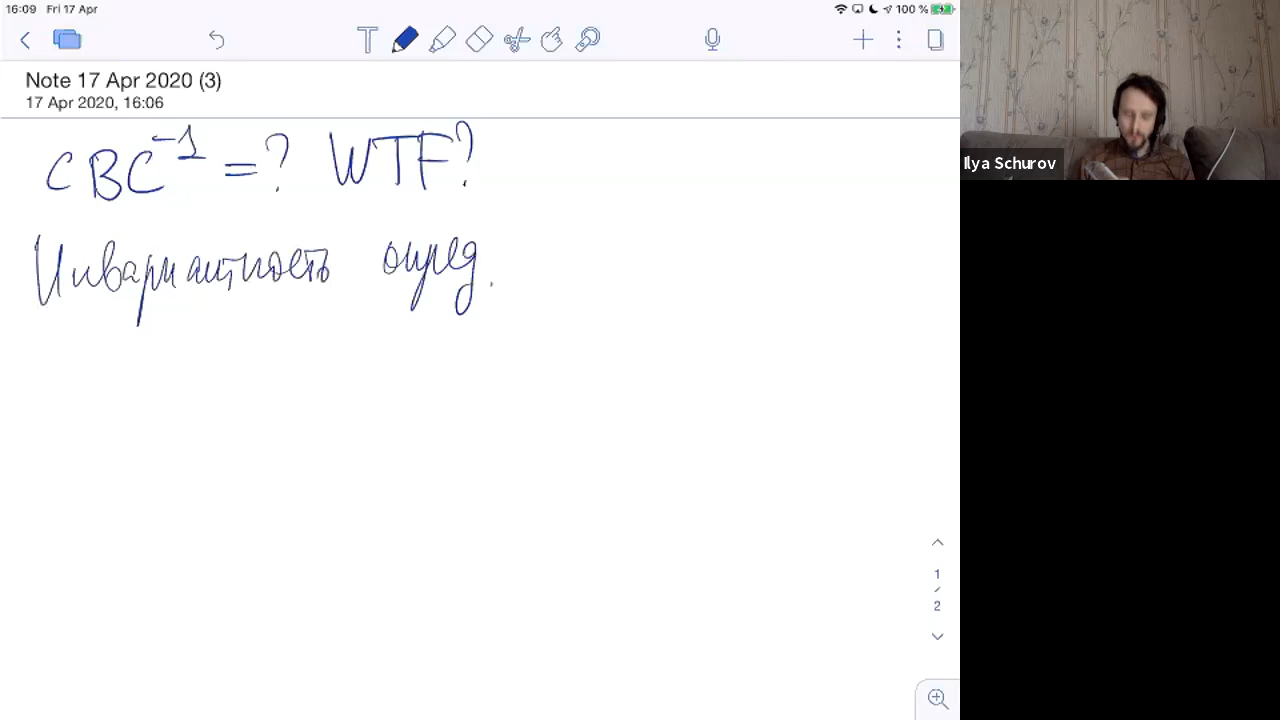 16:09 Fri 17 Apr
100 %
Note 17 Apr 2020 (3)
17 Apr 2020, 16:06
CBC⁻¹ = ? WTF?
Инвариантность опред.
Ilya Schurov
1
2